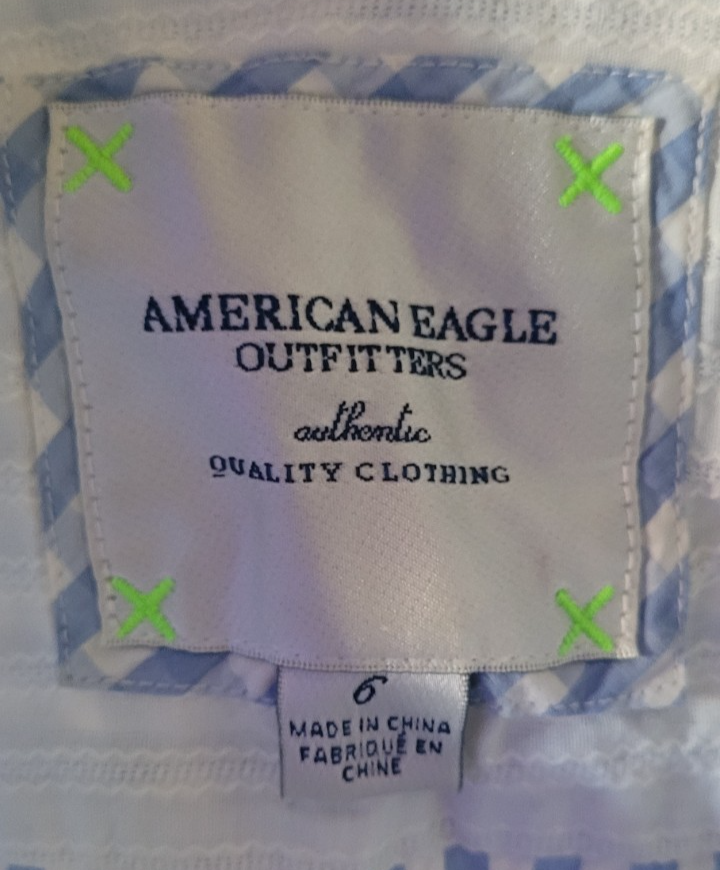 AMERICAN EAGLE
OUTFITTERS
authentic
QUALITY CLOTHING
6
MADE IN CHINA
FABRIQUÉ EN
CHINE